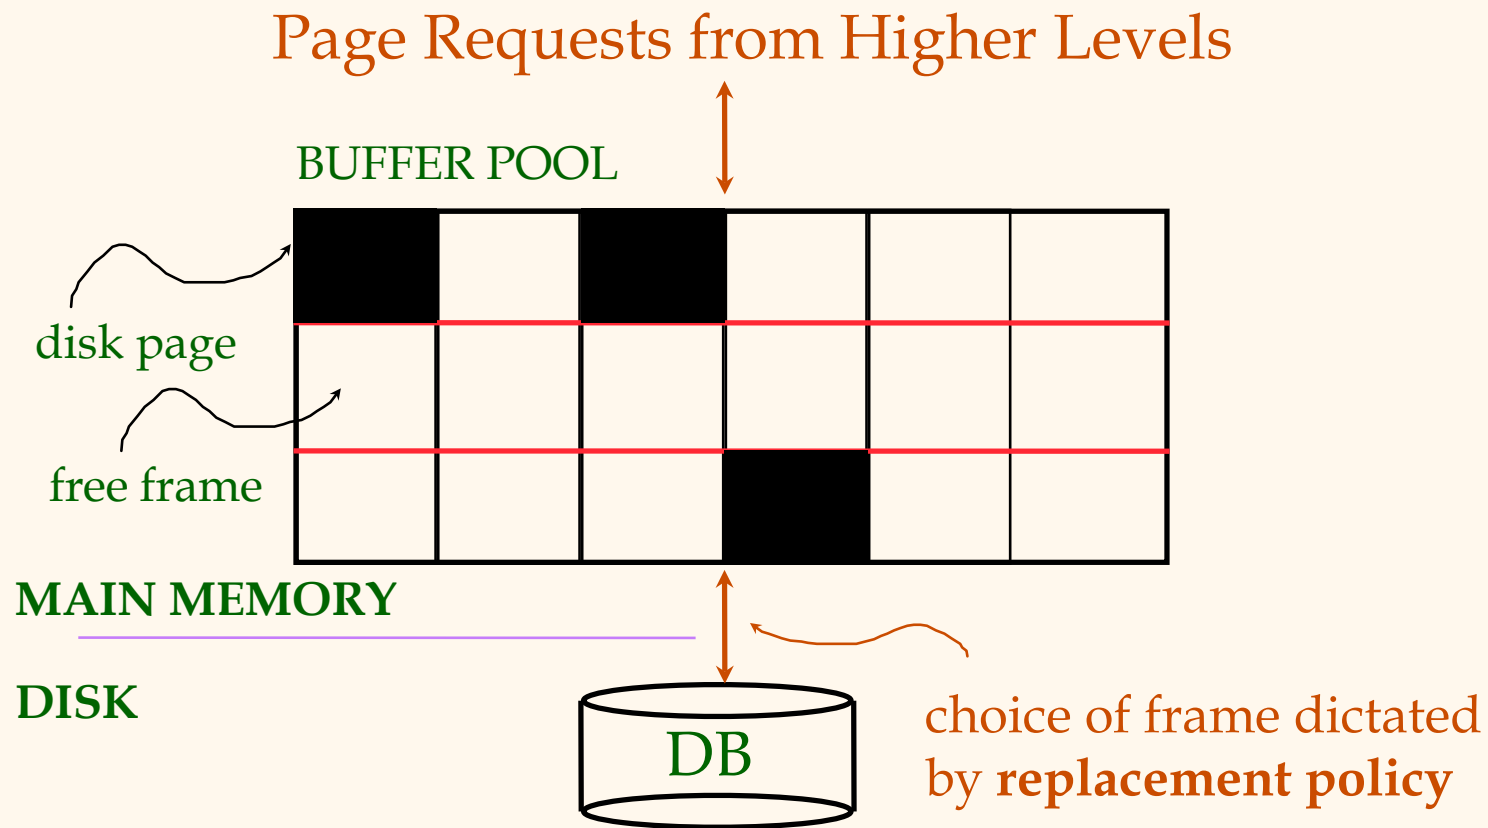 Page Requests from Higher Levels
BUFFER POOL
disk page
free frame
MAIN MEMORY
DISK
DB
choice of frame dictated
by replacement policy